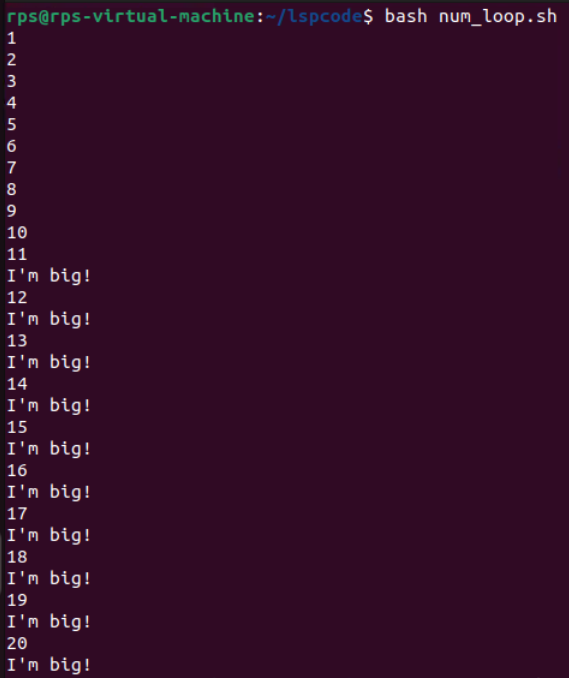 rps@rps-virtual-machine:~/lspcode$ bash num_loop.sh
1
2
3
4
5
6
7
8
9
10
11
I'm big!
12
I'm big!
13
I'm big!
14
I'm big!
15
I'm big!
16
I'm big!
17
I'm big!
18
I'm big!
19
I'm big!
20
I'm big!